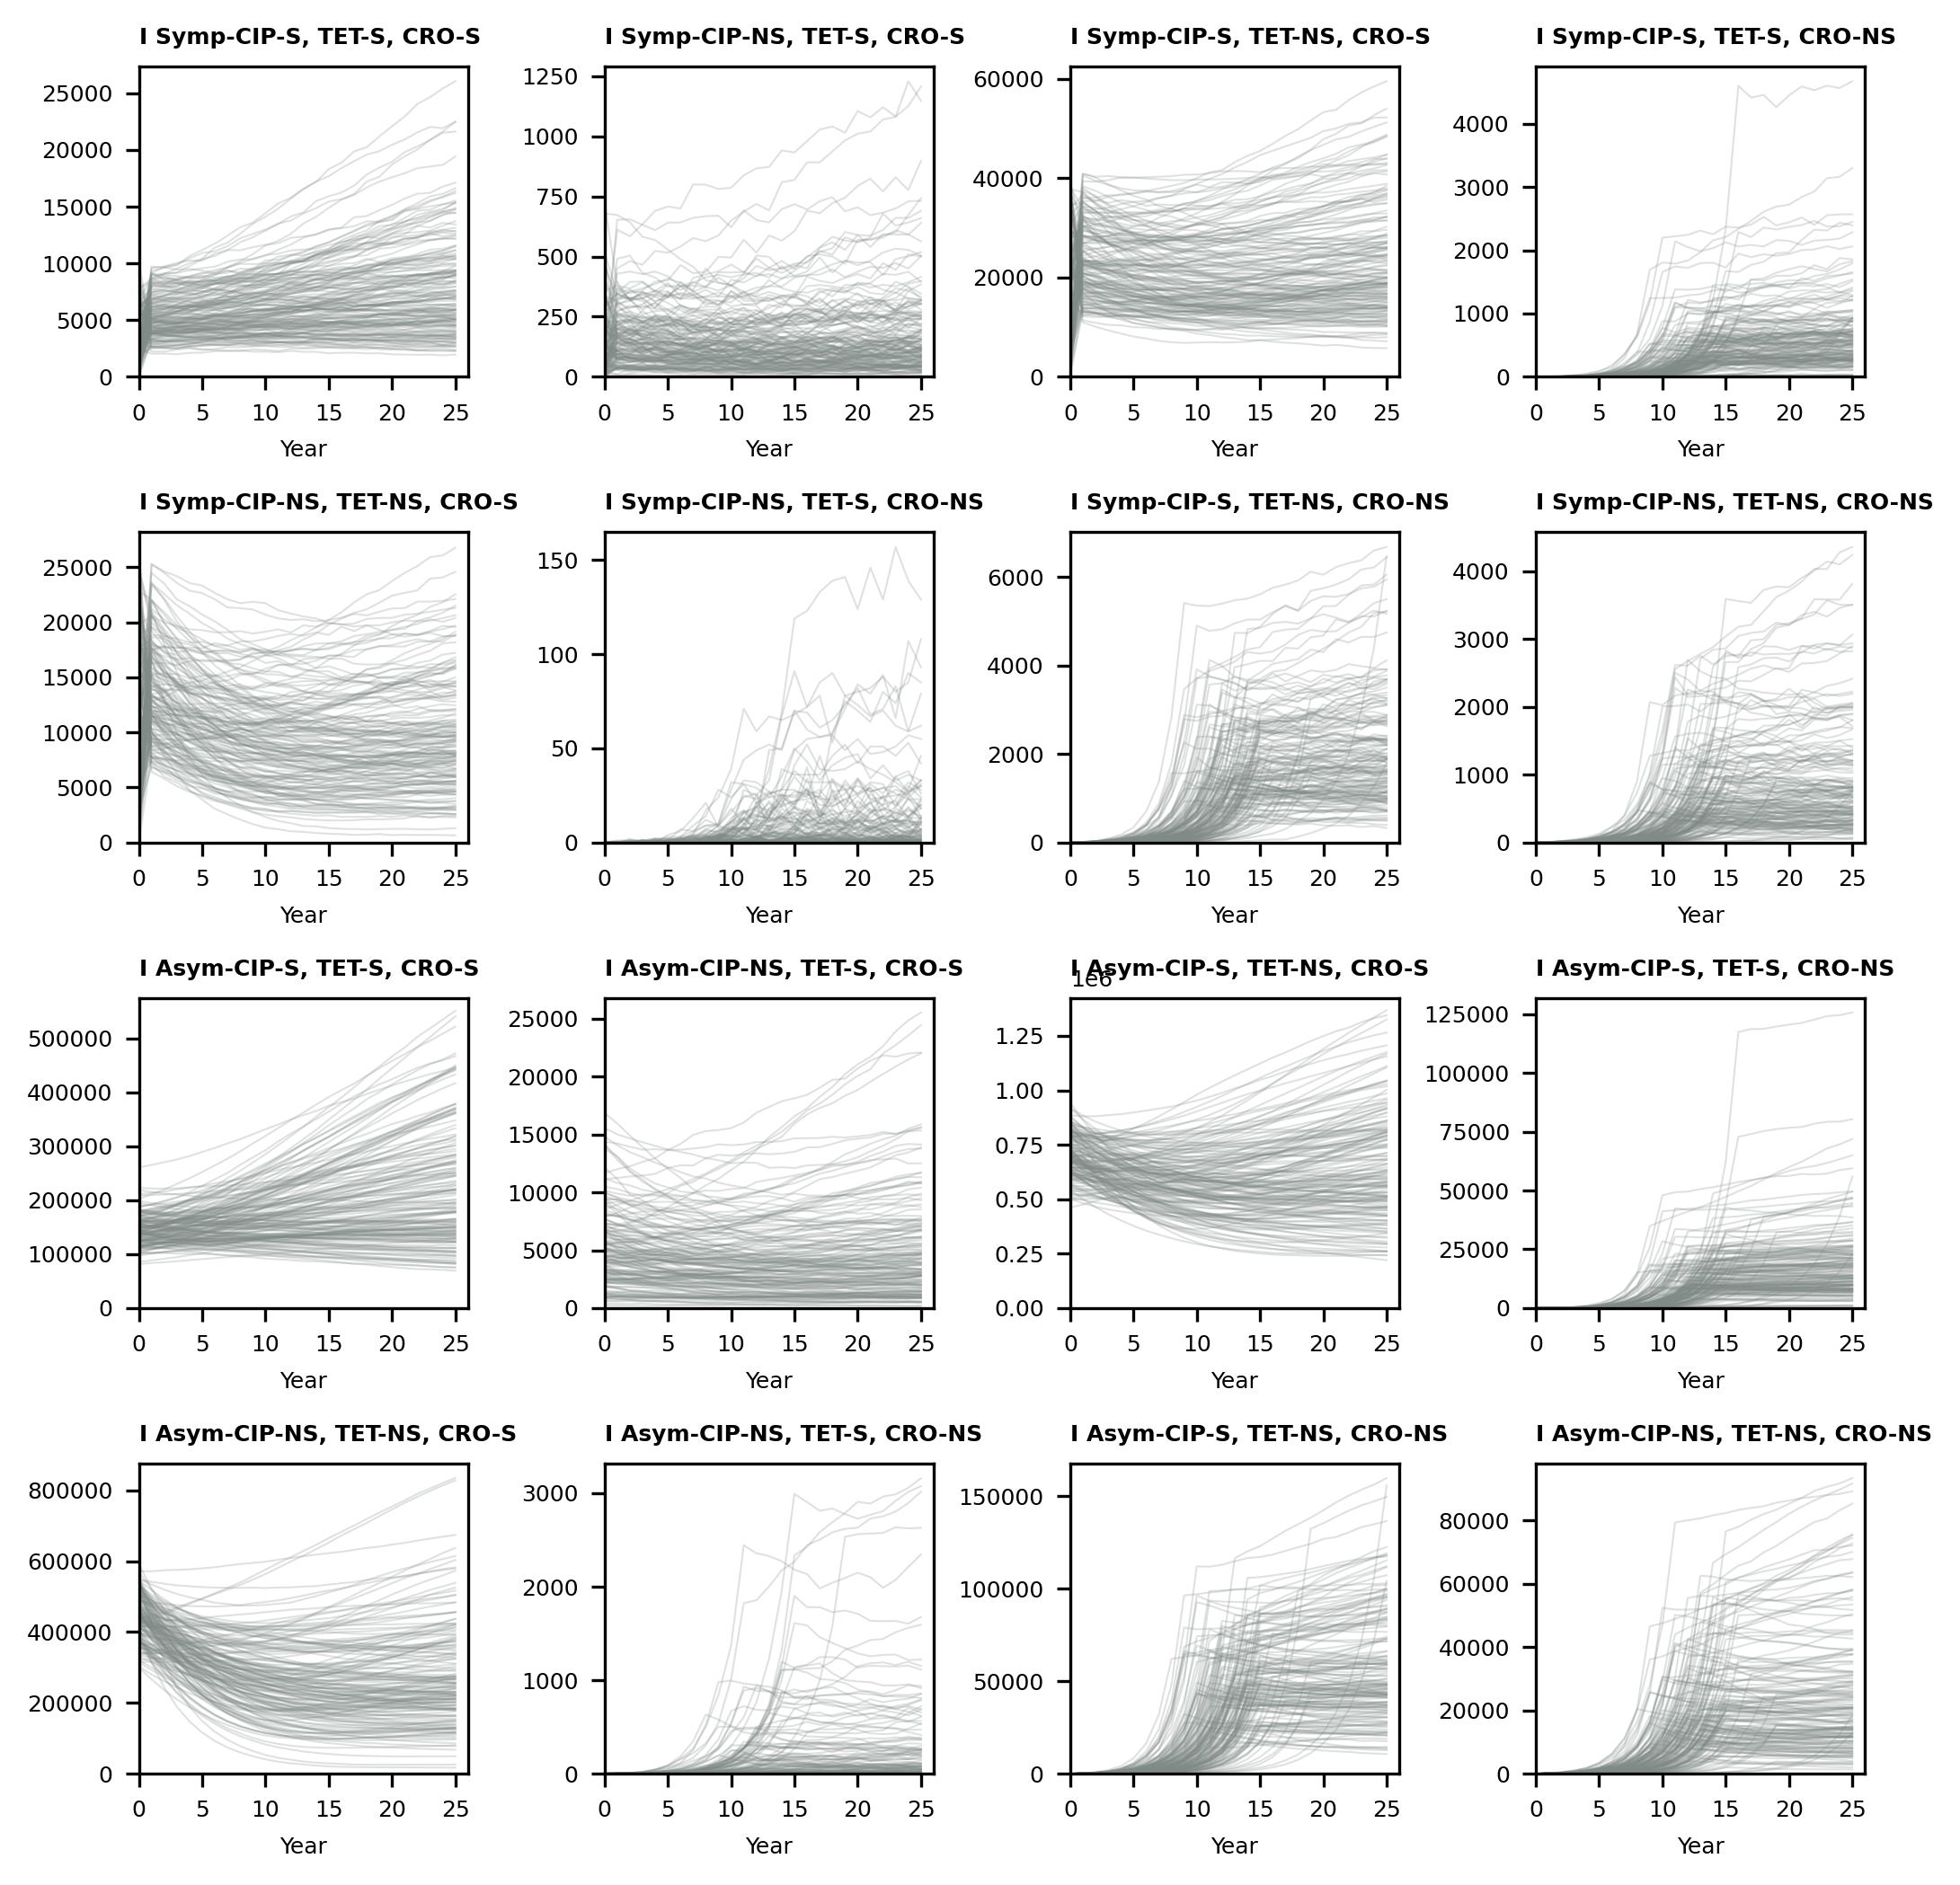 I Symp-CIP-S, TET-S, CRO-S
I Symp-CIP-NS, TET-S, CRO-S
I Symp-CIP-S, TET-NS, CRO-S
I Symp-CIP-S, TET-S, CRO-NS
25000
20000
15000
10000
5000
0
0 5 10 15 20 25
Year
1250
1000
750
500
250
0
0 5 10 15 20 25
Year
60000
40000
20000
0
0 5 10 15 20 25
Year
4000
3000
2000
1000
0
0 5 10 15 20 25
Year
I Symp-CIP-NS, TET-NS, CRO-S
I Symp-CIP-NS, TET-S, CRO-NS
I Symp-CIP-S, TET-NS, CRO-NS
I Symp-CIP-NS, TET-NS, CRO-NS
25000
20000
15000
10000
5000
0
0 5 10 15 20 25
Year
150
100
50
0
0 5 10 15 20 25
Year
6000
4000
2000
0
0 5 10 15 20 25
Year
4000
3000
2000
1000
0
0 5 10 15 20 25
Year
I Asym-CIP-S, TET-S, CRO-S
I Asym-CIP-NS, TET-S, CRO-S
I Asym-CIP-S, TET-NS, CRO-S
I Asym-CIP-S, TET-S, CRO-NS
500000
400000
300000
200000
100000
0
0 5 10 15 20 25
Year
25000
20000
15000
10000
5000
0
0 5 10 15 20 25
Year
1e6
1.25
1.00
0.75
0.50
0.25
0.00
0 5 10 15 20 25
Year
125000
100000
75000
50000
25000
0
0 5 10 15 20 25
Year
I Asym-CIP-NS, TET-NS, CRO-S
I Asym-CIP-NS, TET-S, CRO-NS
I Asym-CIP-S, TET-NS, CRO-NS
I Asym-CIP-NS, TET-NS, CRO-NS
800000
600000
400000
200000
0
0 5 10 15 20 25
Year
3000
2000
1000
0
0 5 10 15 20 25
Year
150000
100000
50000
0
0 5 10 15 20 25
Year
80000
60000
40000
20000
0
0 5 10 15 20 25
Year